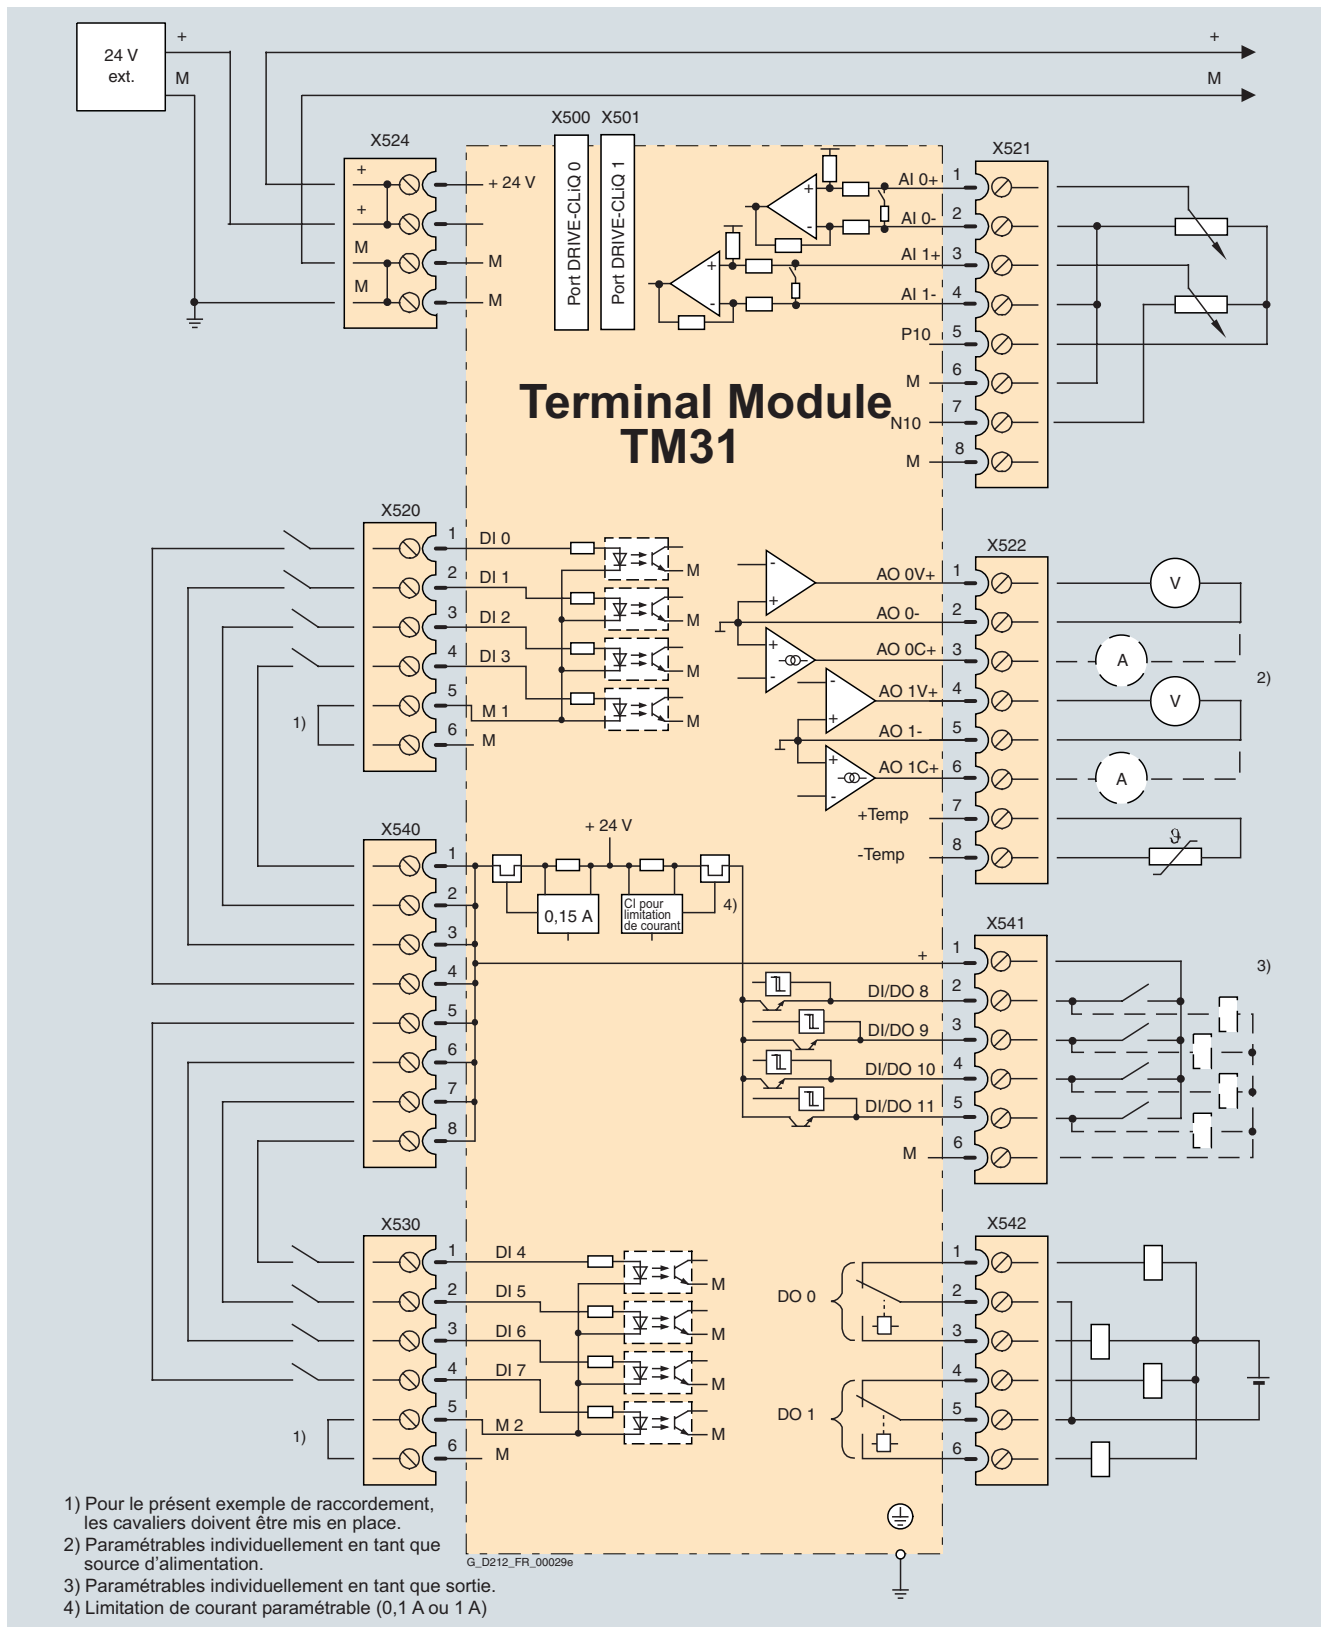 24 V
ext.
+
M
+
M
X524
+
+
M
M
+ 24 V
M
M
X500
X501
Port DRIVE-CLiQ 0
Port DRIVE-CLiQ 1
X521
AI 0+ 1
AI 0- 2
AI 1+ 3
AI 1- 4
P10 5
M 6
N10 7
M 8
+
-
+
-
Terminal Module
TM31
X520
1 DI 0
2 DI 1
3 DI 2
4 DI 3
5 M 1
6 M
1)
M
M
M
M
X522
AO 0V+ 1
AO 0- 2
AO 0C+ 3
AO 1V+ 4
AO 1- 5
AO 1C+ 6
+Temp 7
-Temp 8
-
+
+
-
-
+
+
-
V
A
V
A
2)
ϑ
X540
1
2
3
4
5
6
7
8
+ 24 V
0,15 A
CI pour
limitation
de courant
4)
X541
+ 1
DI/DO 8 2
DI/DO 9 3
DI/DO 10 4
DI/DO 11 5
M 6
3)
X530
1 DI 4
2 DI 5
3 DI 6
4 DI 7
5 M 2
6 M
1)
M
M
M
M
X542
1
2
3
4
5
6
DO 0
DO 1
1) Pour le présent exemple de raccordement,
les cavaliers doivent être mis en place.
2) Paramétrables individuellement en tant que
source d'alimentation.
3) Paramétrables individuellement en tant que sortie.
4) Limitation de courant paramétrable (0,1 A ou 1 A)
G_D212_FR_00029e